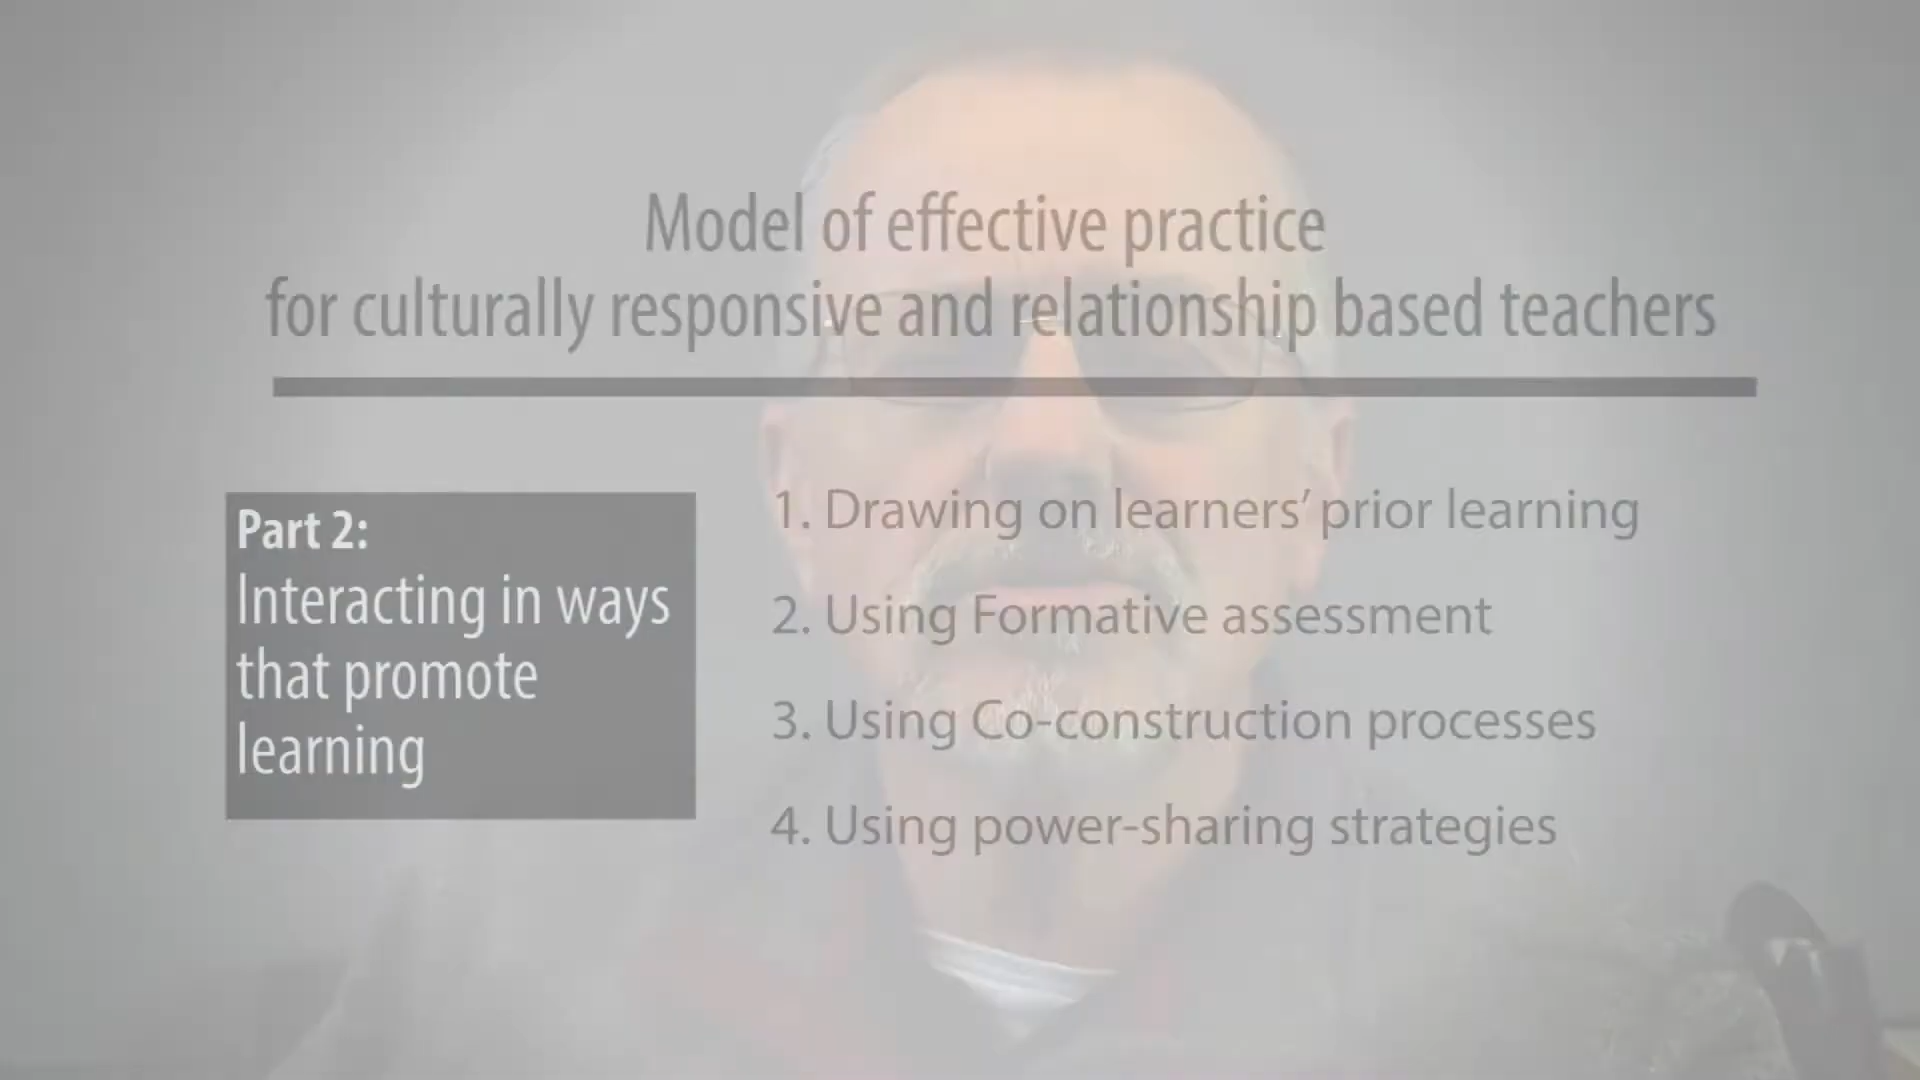 Model of effective practice
for culturally responsive and relationship based teachers
Part 2:
Interacting in ways
that promote
learning
1. Drawing on learners’ prior learning
2. Using Formative assessment
3. Using Co-construction processes
4. Using power-sharing strategies